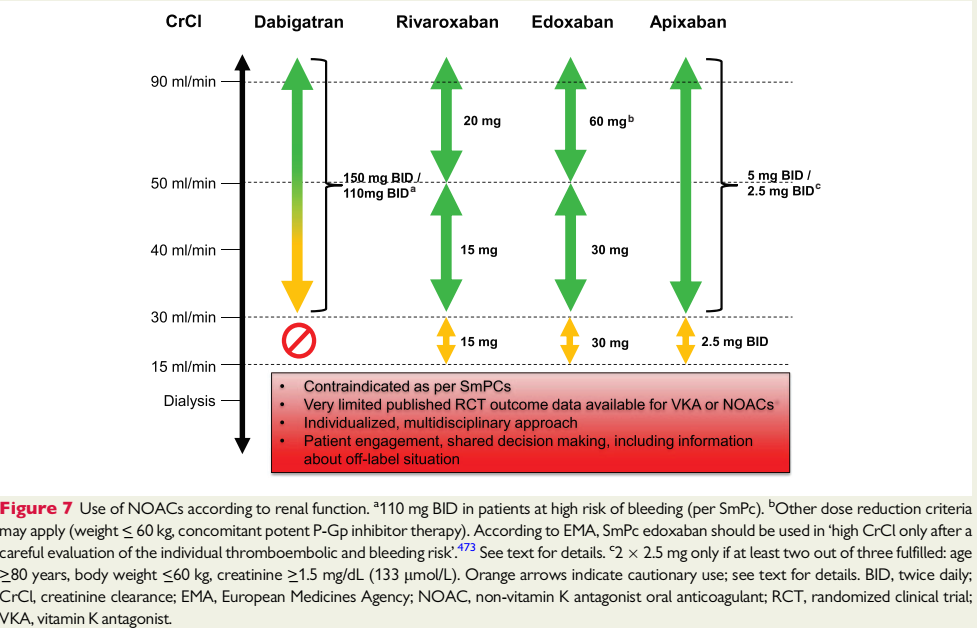 CrCl Dabigatran Rivaroxaban Edoxaban Apixaban
90 ml/min
20 mg 60 mgᵇ
50 ml/min
150 mg BID /
110mg BIDᵃ
5 mg BID /
2.5 mg BIDᶜ
40 ml/min 15 mg 30 mg
30 ml/min
15 mg 30 mg 2.5 mg BID
15 ml/min
Dialysis
• Contraindicated as per SmPCs
• Very limited published RCT outcome data available for VKA or NOACs
• Individualized, multidisciplinary approach
• Patient engagement, shared decision making, including information
about off-label situation
Figure 7 Use of NOACs according to renal function. ᵃ110 mg BID in patients at high risk of bleeding (per SmPc). ᵇOther dose reduction criteria
may apply (weight ≤ 60 kg, concomitant potent P-Gp inhibitor therapy). According to EMA, SmPc edoxaban should be used in ‘high CrCl only after a
careful evaluation of the individual thromboembolic and bleeding risk’.⁴⁷³ See text for details. ᶜ2 × 2.5 mg only if at least two out of three fulfilled: age
≥80 years, body weight ≤60 kg, creatinine ≥1.5 mg/dL (133 μmol/L). Orange arrows indicate cautionary use; see text for details. BID, twice daily;
CrCl, creatinine clearance; EMA, European Medicines Agency; NOAC, non-vitamin K antagonist oral anticoagulant; RCT, randomized clinical trial;
VKA, vitamin K antagonist.